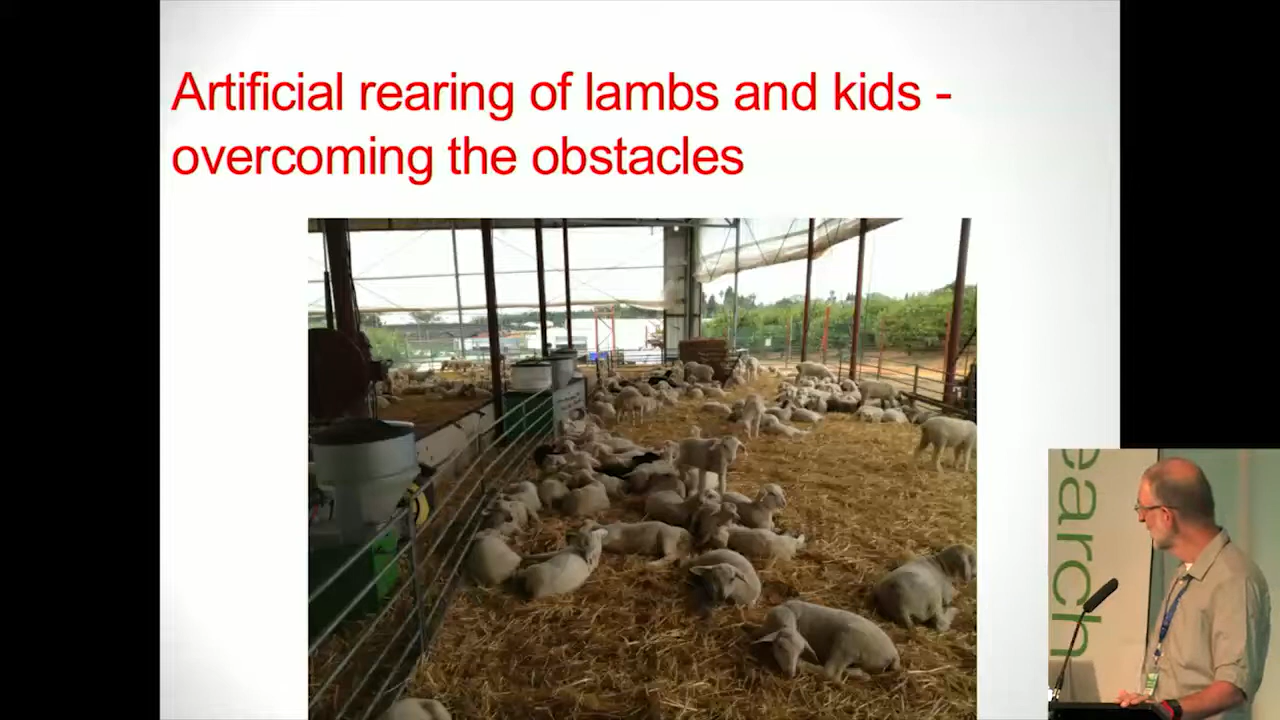 Artificial rearing of lambs and kids -
overcoming the obstacles
earch